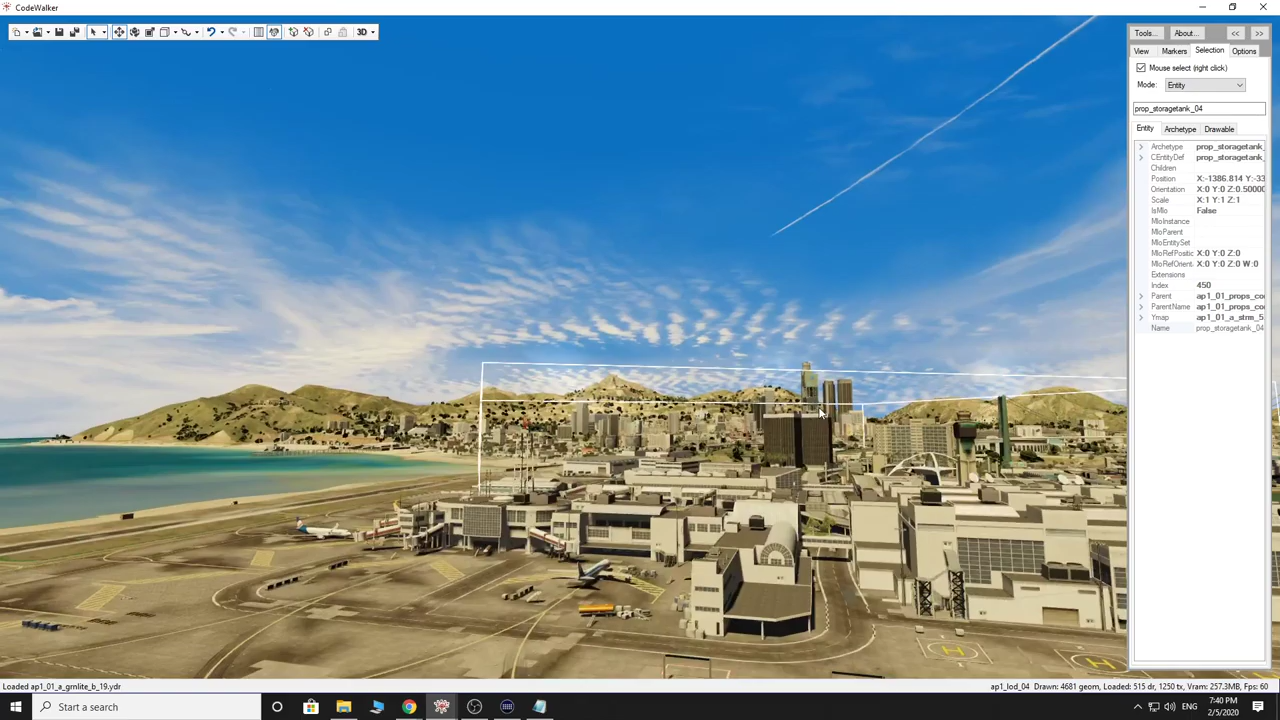 CodeWalker
3D
Tools...
About...
<<
>>
View
Markers
Selection
Options
Mouse select (right click)
Mode:
Entity
prop_storagetank_04
Entity
Archetype
Drawable
Archetype prop_storagetank_
CEntityDef prop_storagetank_
Children
Position X:-1386.814 Y:-33
Orientation X:0 Y:0 Z:0.50000
Scale X:1 Y:1 Z:1
IsMlo False
MloInstance
MloParent
MloEntitySet
MloRefPositic X:0 Y:0 Z:0
MloRefOrient X:0 Y:0 Z:0 W:0
Extensions
Index 450
Parent ap1_01_props_co
ParentName ap1_01_props_co
Ymap ap1_01_a_strm_5
Name prop_storagetank_04
H
H
Loaded ap1_01_a_grnlite_b_19.ydr
ap1_lod_04 Drawn: 4681 geom, Loaded: 515 dr, 1250 tx, Vram: 257.3MB, Fps: 60
Start a search
ENG
7:40 PM
2/5/2020